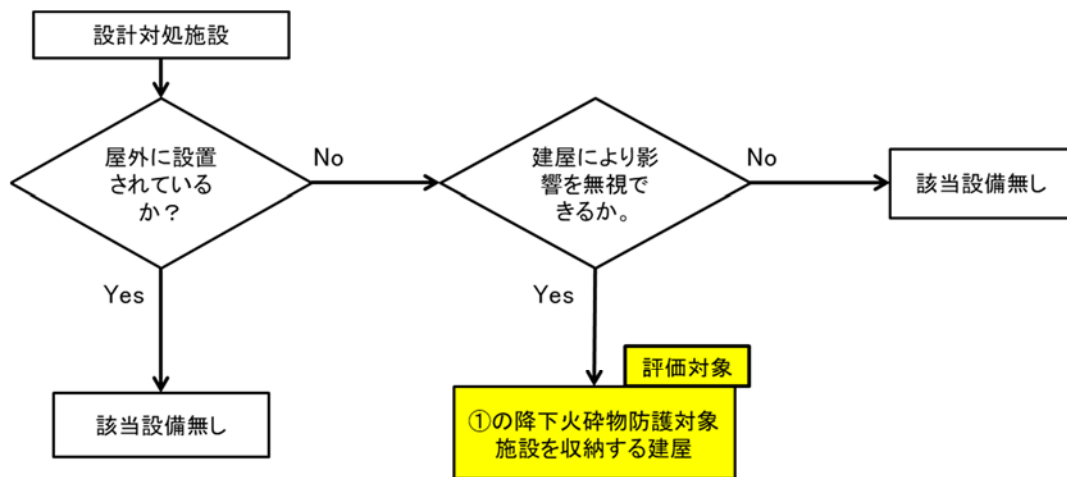 設計対処施設
屋外に設置
されている
か？
No
建屋により影
響を無視で
きるか。
No
該当設備無し
Yes
Yes
評価対象
該当設備無し
①の降下火砕物防護対象
施設を収納する建屋